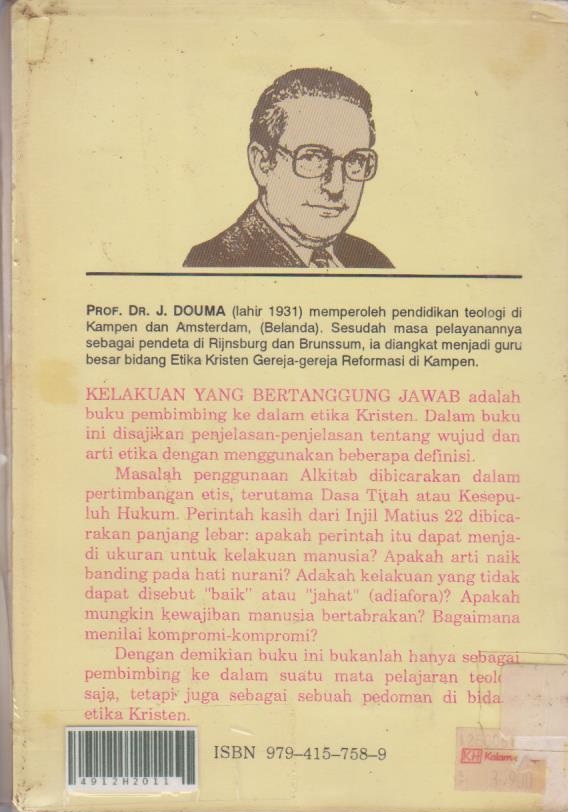 PROF. DR. J. DOUMA (lahir 1931) memperoleh pendidikan teologi di
Kampen dan Amsterdam, (Belanda). Sesudah masa pelayanannya
sebagai pendeta di Rijnsburg dan Brunssum, ia diangkat menjadi guru
besar bidang Etika Kristen Gereja-gereja Reformasi di Kampen.
KELAKUAN YANG BERTANGGUNG JAWAB adalah
buku pembimbing ke dalam etika Kristen. Dalam buku
ini disajikan penjelasan-penjelasan tentang wujud dan
arti etika dengan menggunakan beberapa definisi.
Masalah penggunaan Alkitab dibicarakan dalam
pertimbangan etis, terutama Dasa Titah atau Kesepu-
luh Hukum. Perintah kasih dari Injil Matius 22 dibica-
rakan panjang lebar: apakah perintah itu dapat menja-
di ukuran untuk kelakuan manusia? Apakah arti naik
banding pada hati nurani? Adakah kelakuan yang tidak
dapat disebut "baik" atau "jahat" (adiafora)? Apakah
mungkin kewajiban manusia bertabrakan? Bagaimana
menilai kompromi-kompromi?
Dengan demikian buku ini bukanlah hanya sebagai
pembimbing ke dalam suatu mata pelajaran teolo
saja, tetapi juga sebagai sebuah pedoman di bida
etika Kristen.
4912H2011
ISBN 979–415–758–9
KH Kalam
3.900